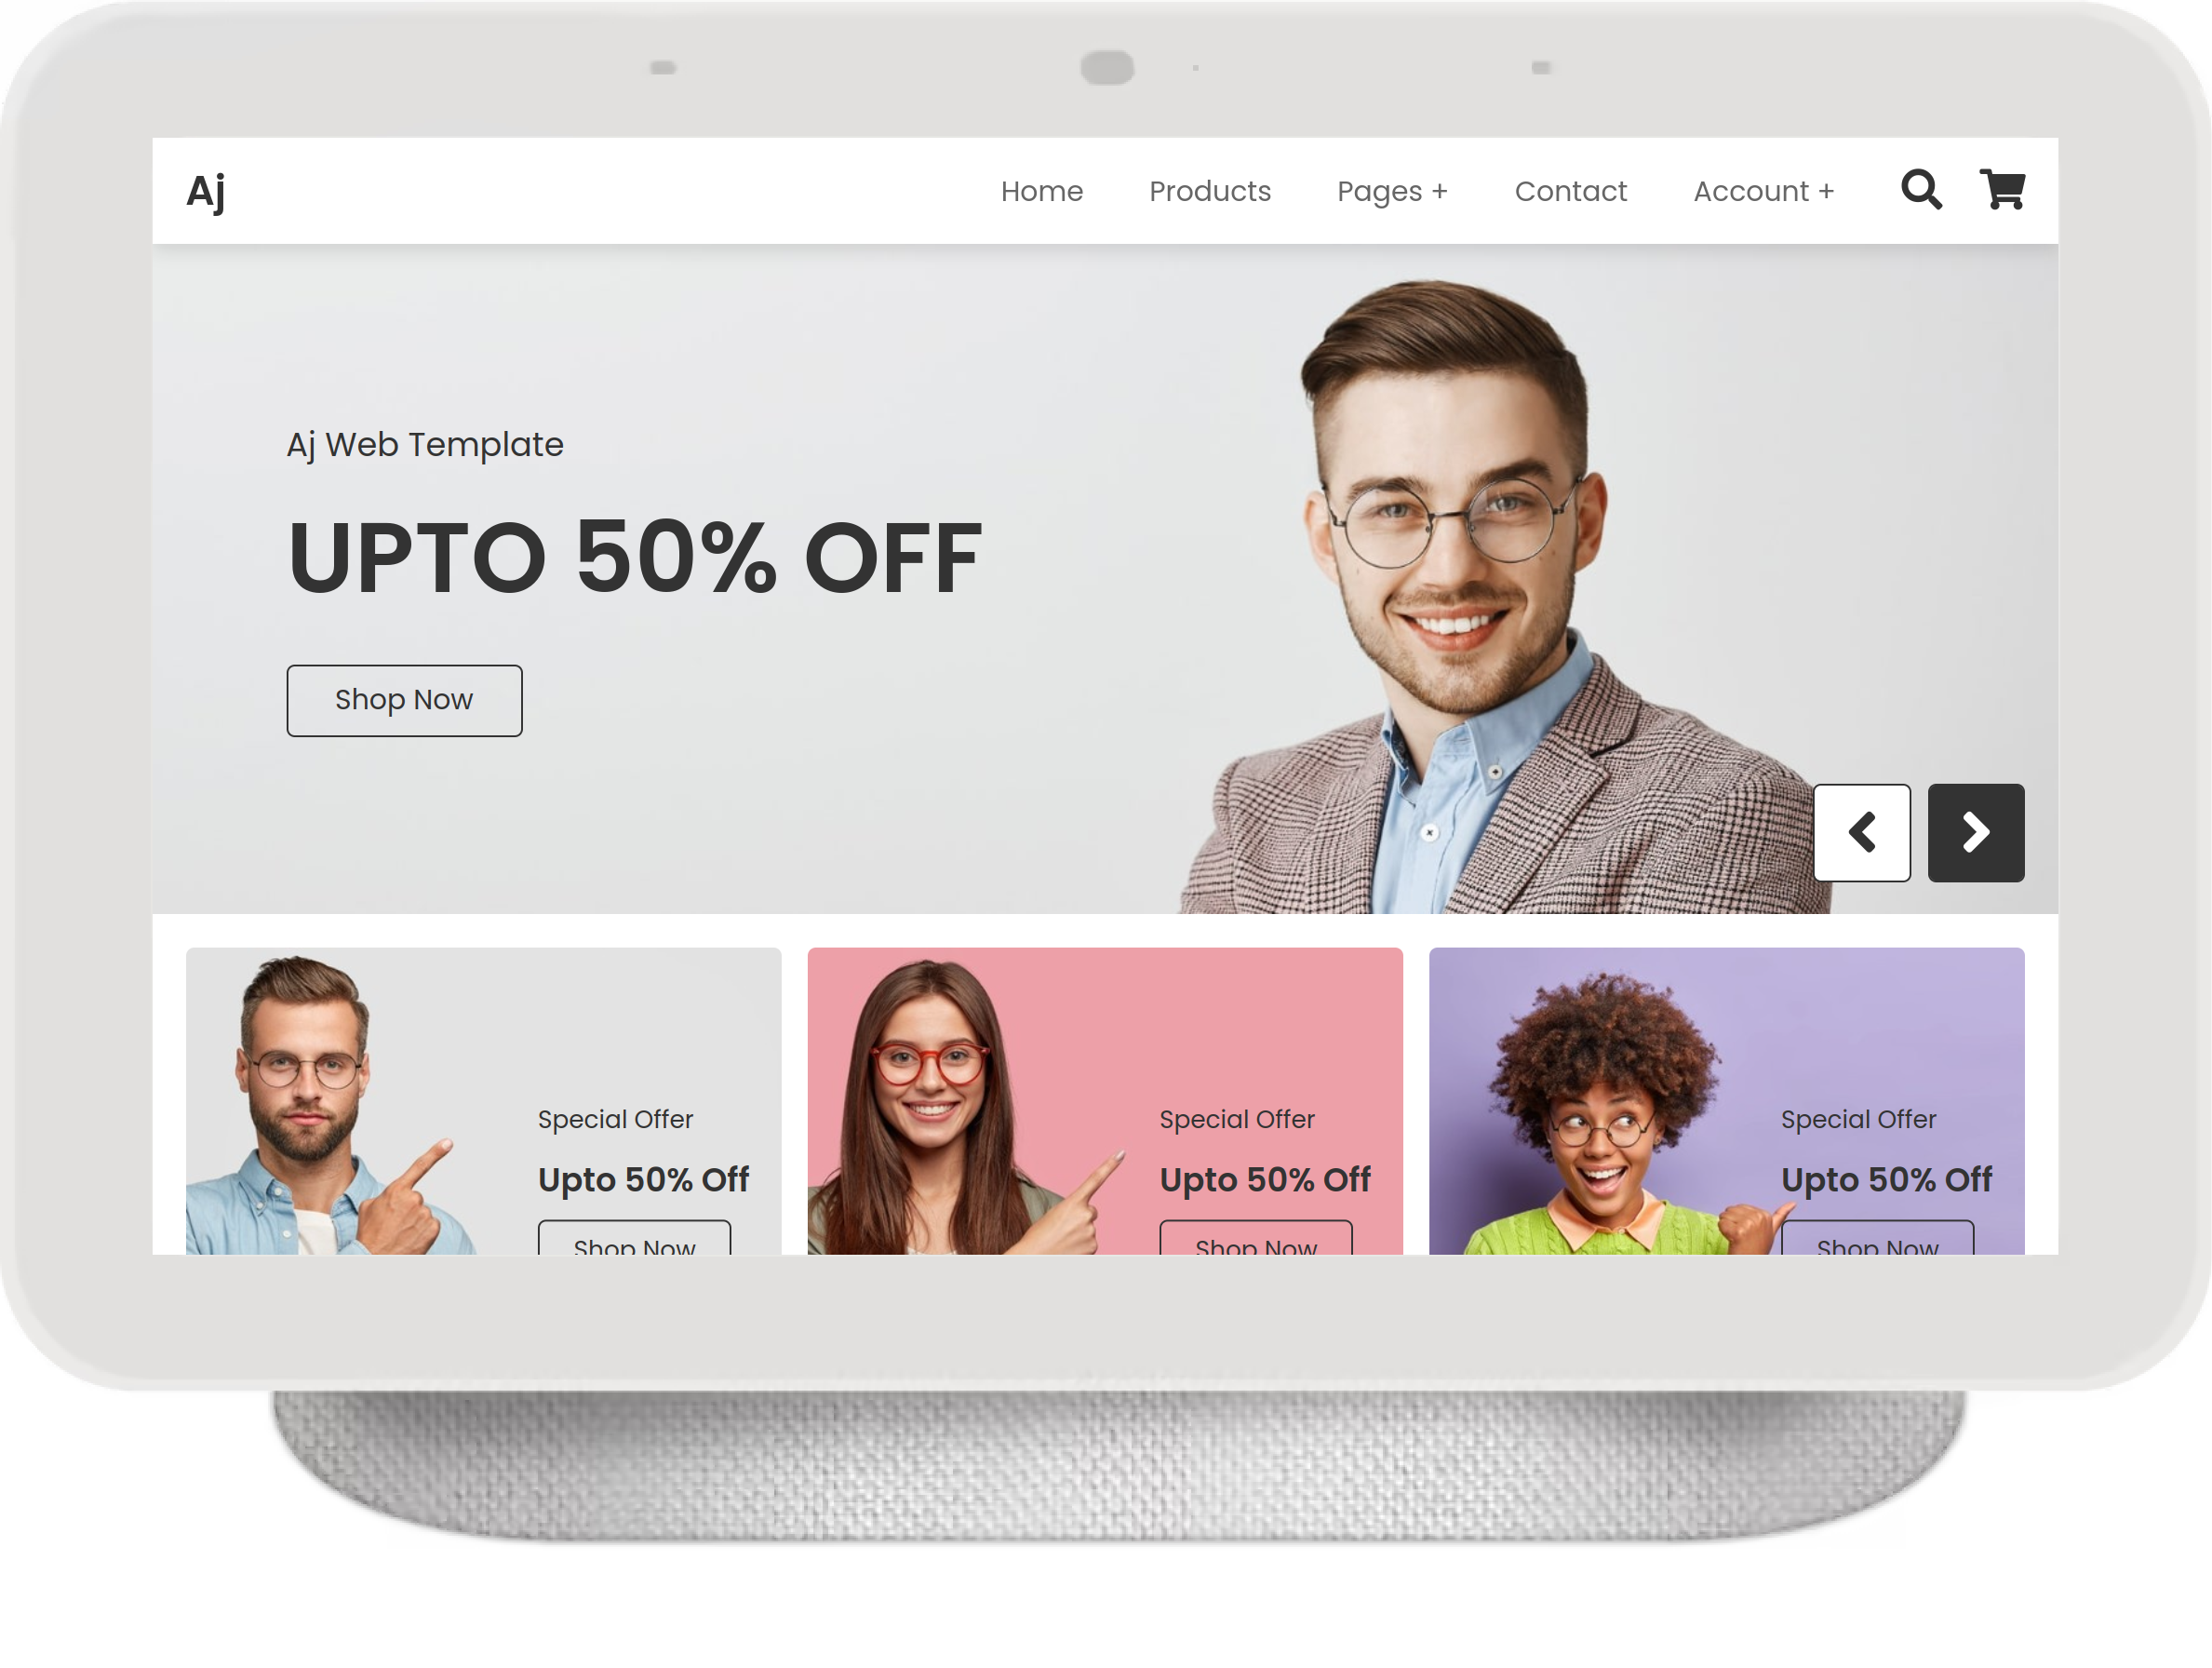 Aj
Home Products Pages + Contact Account +
Aj Web Template
UPTO 50% OFF
Shop Now
Special Offer
Upto 50% Off
Shop Now
Special Offer
Upto 50% Off
Shop Now
Special Offer
Upto 50% Off
Shop Now